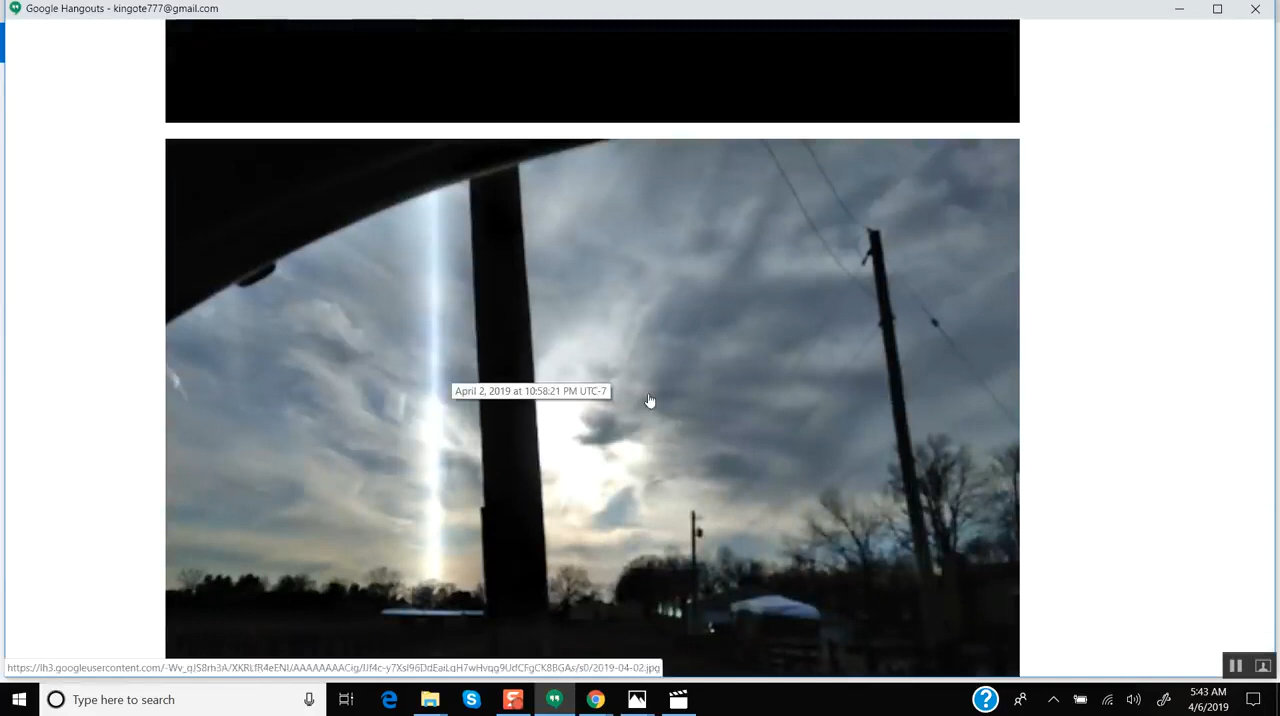 Google Hangouts - kingote777@gmail.com
April 2, 2019 at 10:58:21 PM UTC-7
Type here to search
5:43 AM
4/6/2019